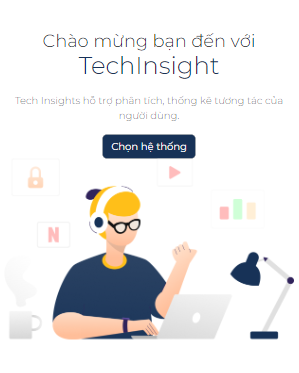 Chào mừng bạn đến với
TechInsight
Tech Insights hỗ trợ phân tích, thống kê tương tác của
người dùng.
Chọn hệ thống
N